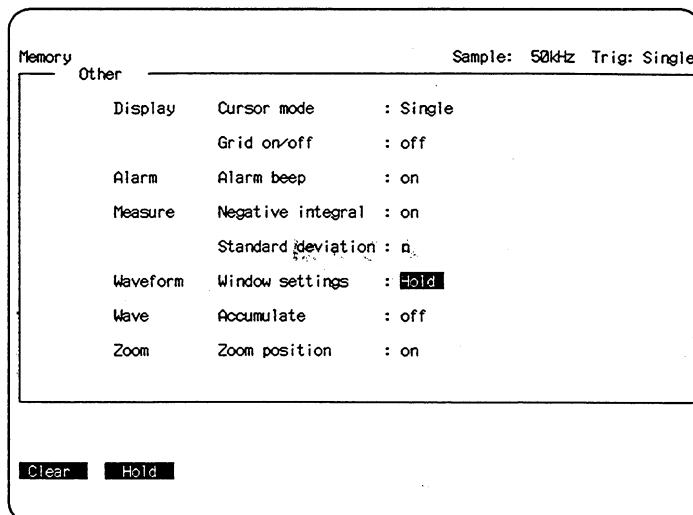 Memory Sample: 50kHz Trig: Single
Other
Display Cursor mode : Single
Grid on/off : off
Alarm Alarm beep : on
Measure Negative integral : on
Standard deviation : n
Waveform Window settings : Hold
Wave Accumulate : off
Zoom Zoom position : on
Clear Hold